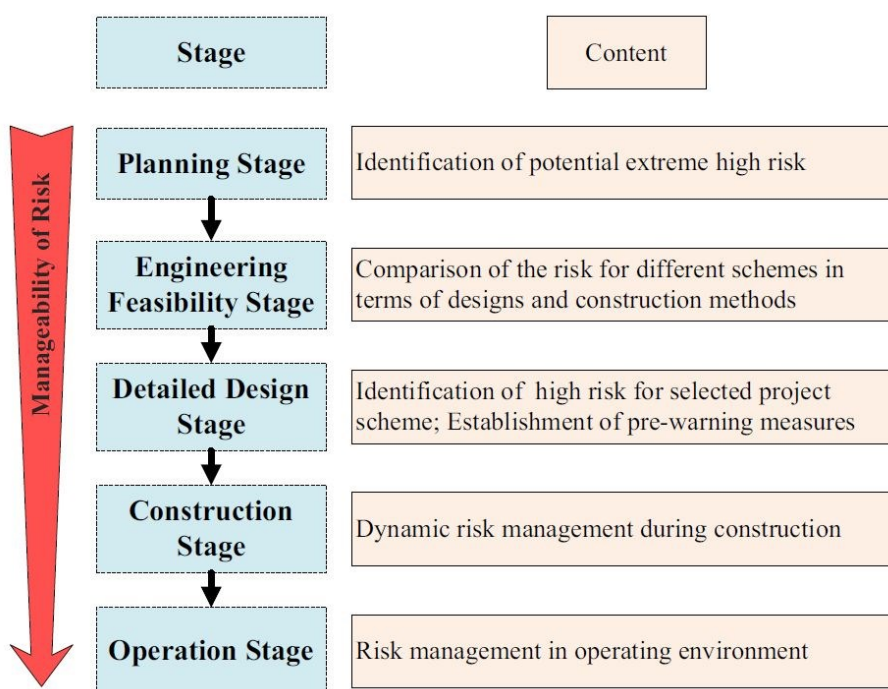 Stage
Content
Manageability of Risk
Planning Stage
Identification of potential extreme high risk
Engineering
Feasibility Stage
Comparison of the risk for different schemes in
terms of designs and construction methods
Detailed Design
Stage
Identification of high risk for selected project
scheme; Establishment of pre-warning measures
Construction
Stage
Dynamic risk management during construction
Operation Stage
Risk management in operating environment